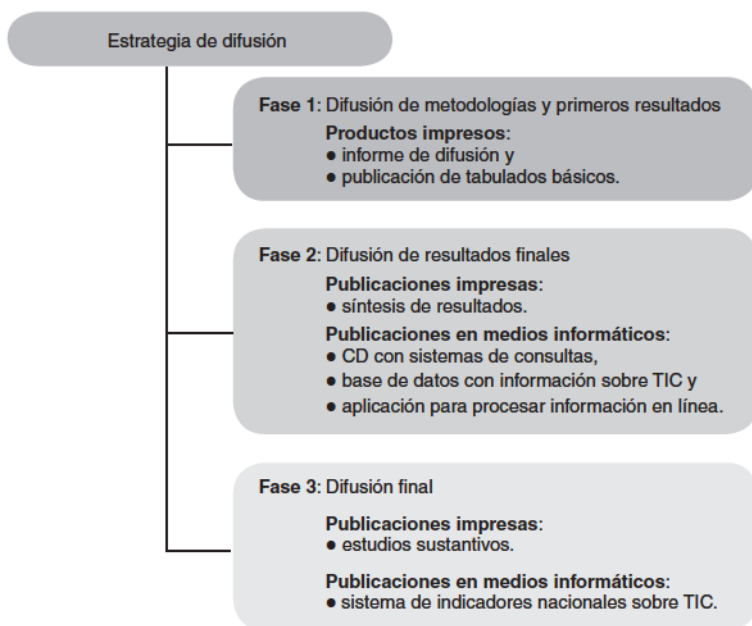 Estrategia de difusión
Fase 1: Difusión de metodologías y primeros resultados
Productos impresos:
● informe de difusión y
● publicación de tabulados básicos.
Fase 2: Difusión de resultados finales
Publicaciones impresas:
● síntesis de resultados.
Publicaciones en medios informáticos:
● CD con sistemas de consultas,
● base de datos con información sobre TIC y
● aplicación para procesar información en línea.
Fase 3: Difusión final
Publicaciones impresas:
● estudios sustantivos.
Publicaciones en medios informáticos:
● sistema de indicadores nacionales sobre TIC.